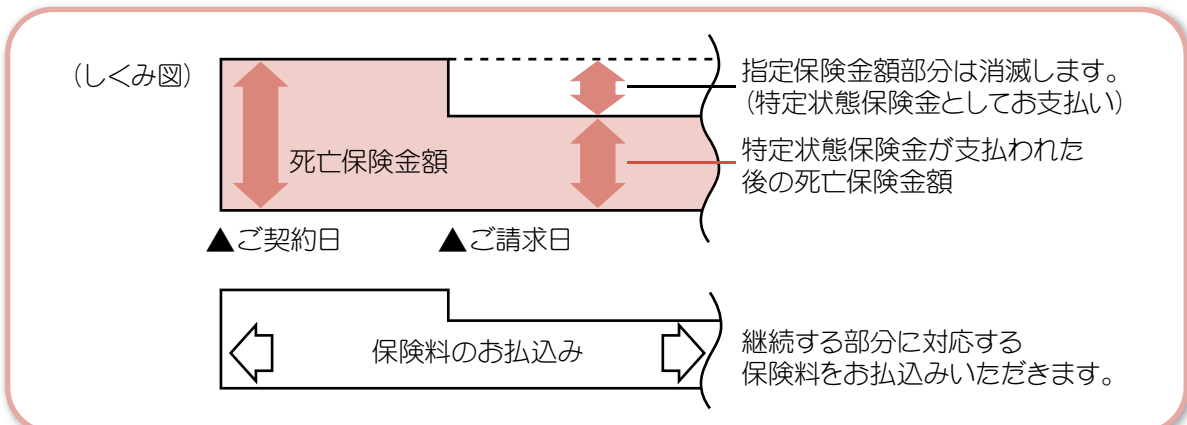 （しくみ図）
指定保険金額部分は消滅します。
（特定状態保険金としてお支払い）
死亡保険金額
特定状態保険金が支払われた
後の死亡保険金額
▲ご契約日
▲ご請求日
保険料のお払込み
継続する部分に対応する
保険料をお払込みいただきます。